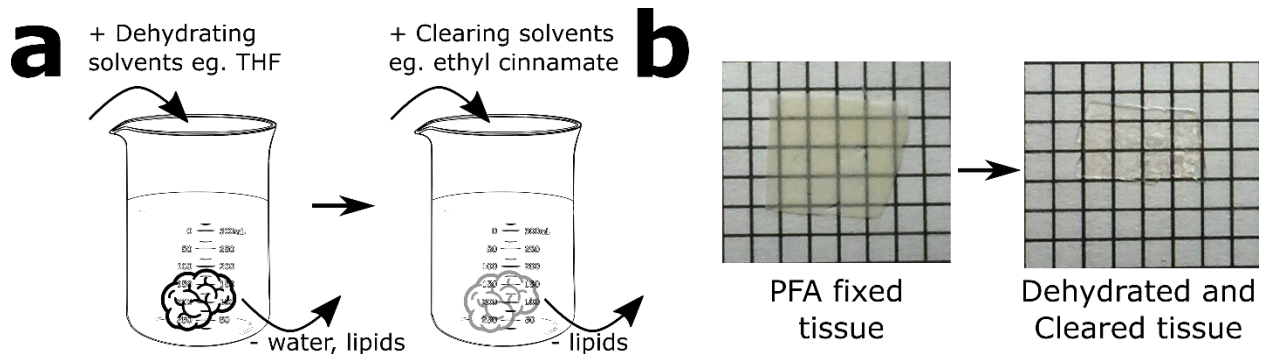 a
+ Dehydrating
solvents eg. THF
+ Clearing solvents
eg. ethyl cinnamate
- water, lipids
- lipids
b
PFA fixed
tissue
Dehydrated and
Cleared tissue